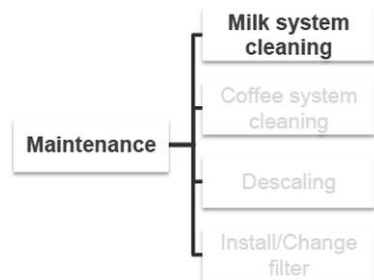 Milk system
cleaning
Coffee system
cleaning
Maintenance
Descaling
Install/Change
filter